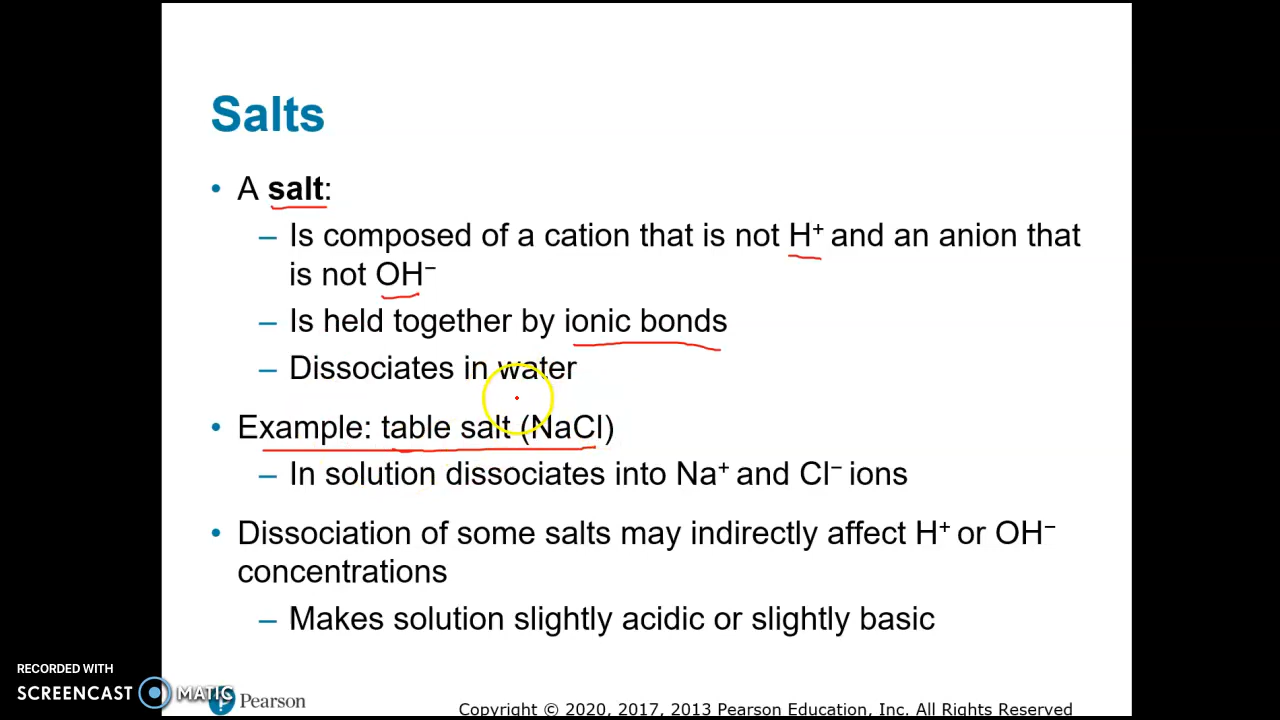 Salts
• A salt:
– Is composed of a cation that is not H⁺ and an anion that
is not OH⁻
– Is held together by ionic bonds
– Dissociates in water
• Example: table salt (NaCl)
– In solution dissociates into Na⁺ and Cl⁻ ions
• Dissociation of some salts may indirectly affect H⁺ or OH⁻
concentrations
– Makes solution slightly acidic or slightly basic
RECORDED WITH
SCREENCAST MATIC
Pearson
Copyright © 2020, 2017, 2013 Pearson Education, Inc. All Rights Reserved